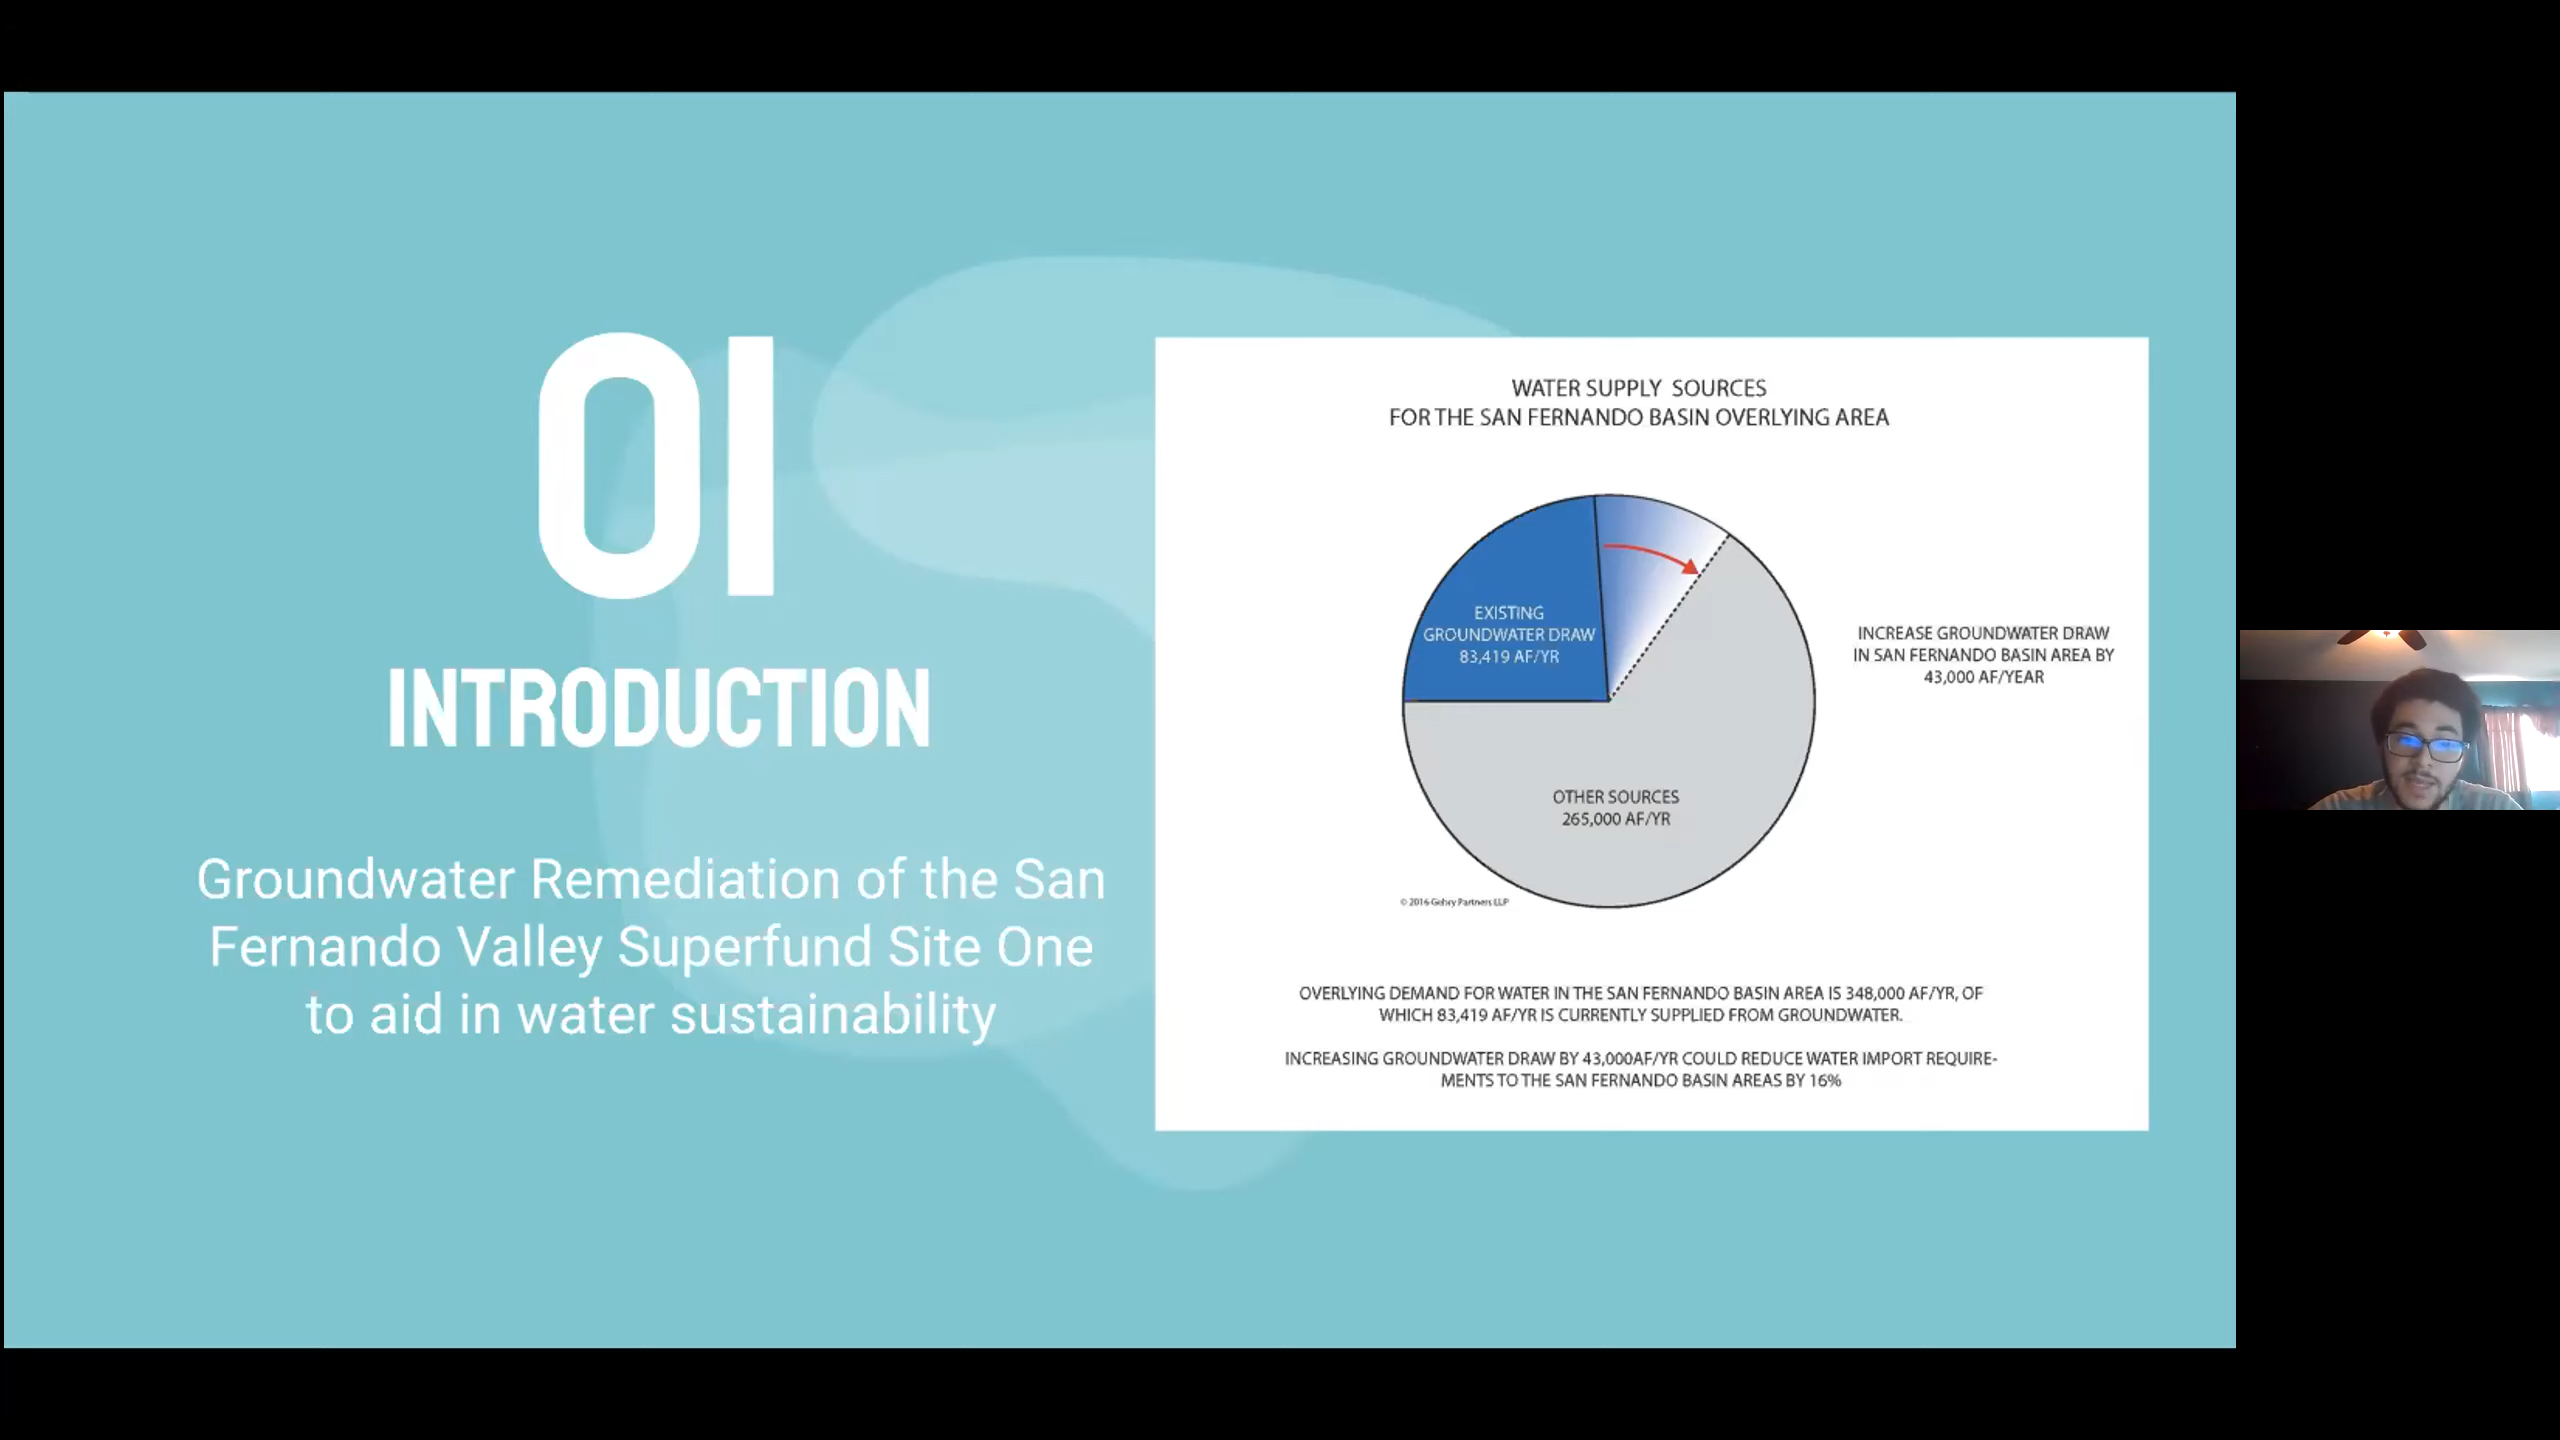 01
INTRODUCTION
Groundwater Remediation of the San
Fernando Valley Superfund Site One
to aid in water sustainability
WATER SUPPLY SOURCES
FOR THE SAN FERNANDO BASIN OVERLYING AREA
EXISTING
GROUNDWATER DRAW
83,419 AF/YR
INCREASE GROUNDWATER DRAW
IN SAN FERNANDO BASIN AREA BY
43,000 AF/YEAR
OTHER SOURCES
265,000 AF/YR
© 2016 Gehry Partners LLP
OVERLYING DEMAND FOR WATER IN THE SAN FERNANDO BASIN AREA IS 348,000 AF/YR, OF
WHICH 83,419 AF/YR IS CURRENTLY SUPPLIED FROM GROUNDWATER.
INCREASING GROUNDWATER DRAW BY 43,000AF/YR COULD REDUCE WATER IMPORT REQUIRE-
MENTS TO THE SAN FERNANDO BASIN AREAS BY 16%